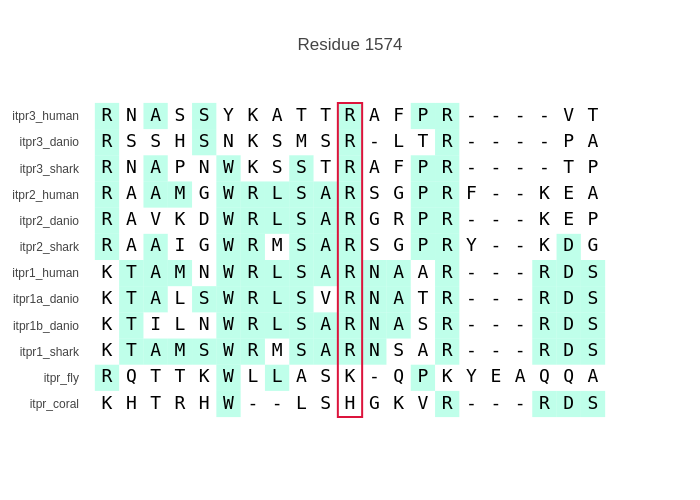 Residue 1574
itpr3_human R N A S S Y K A T T R A F P R - - - - V T
itpr3_danio R S S H S N K S M S R - L T R - - - - P A
itpr3_shark R N A P N W K S S T R A F P R - - - - T P
itpr2_human R A A M G W R L S A R S G P R F - - K E A
itpr2_danio R A V K D W R L S A R G R P R - - - K E P
itpr2_shark R A A I G W R M S A R S G P R Y - - K D G
itpr1_human K T A M N W R L S A R N A A R - - - R D S
itpr1a_danio K T A L S W R L S V R N A T R - - - R D S
itpr1b_danio K T I L N W R L S A R N A S R - - - R D S
itpr1_shark K T A M S W R M S A R N S A R - - - R D S
itpr_fly R Q T T K W L L A S K - Q P K Y E A Q Q A
itpr_coral K H T R H W - - L S H G K V R - - - R D S